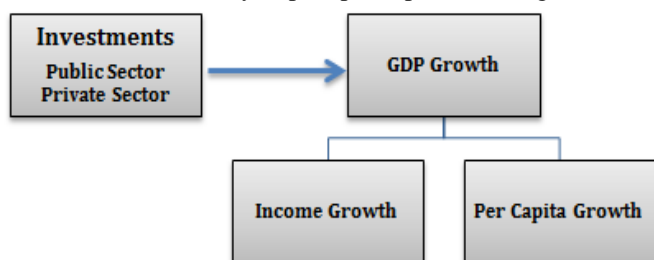 Investments
Public Sector
Private Sector
GDP Growth
Income Growth
Per Capita Growth